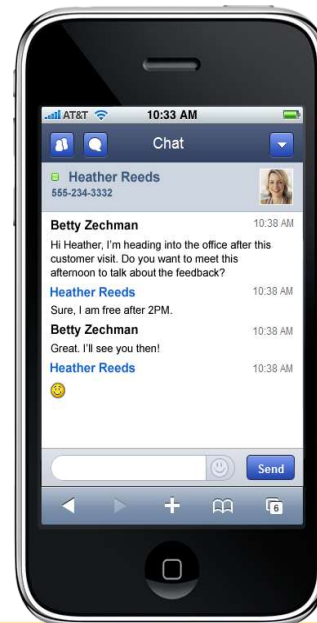 AT&T 10:33 AM
Chat
Heather Reeds
555-234-3332
Betty Zechman 10:38 AM
Hi Heather, I'm heading into the office after this
customer visit. Do you want to meet this
afternoon to talk about the feedback?
Heather Reeds 10:38 AM
Sure, I am free after 2PM.
Betty Zechman 10:38 AM
Great. I'll see you then!
Heather Reeds 10:38 AM
Send
6